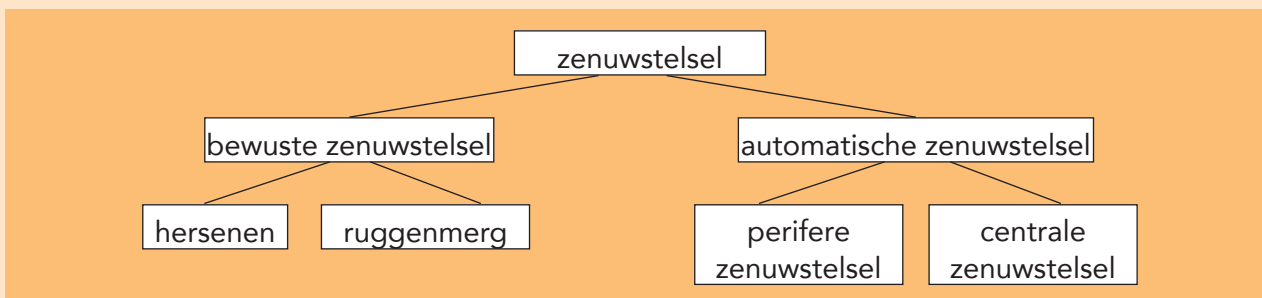 zenuwstelsel
bewuste zenuwstelsel
automatische zenuwstelsel
hersenen
ruggenmerg
perifere
zenuwstelsel
centrale
zenuwstelsel